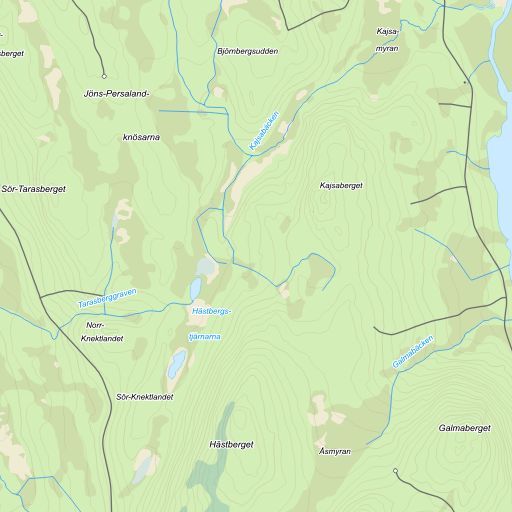 Kajsa-
myran
Björnbergsudden
sberget
Jöns-Persaland-
knösarna
Kajsabäcken
Sör-Tarasberget
Kajsaberget
Tarasberggraven
Hästbergs-
tjärnarna
Norr-
Knektlandet
Galmabäcken
Sör-Knektlandet
Galmaberget
Hästberget
Åsmyran